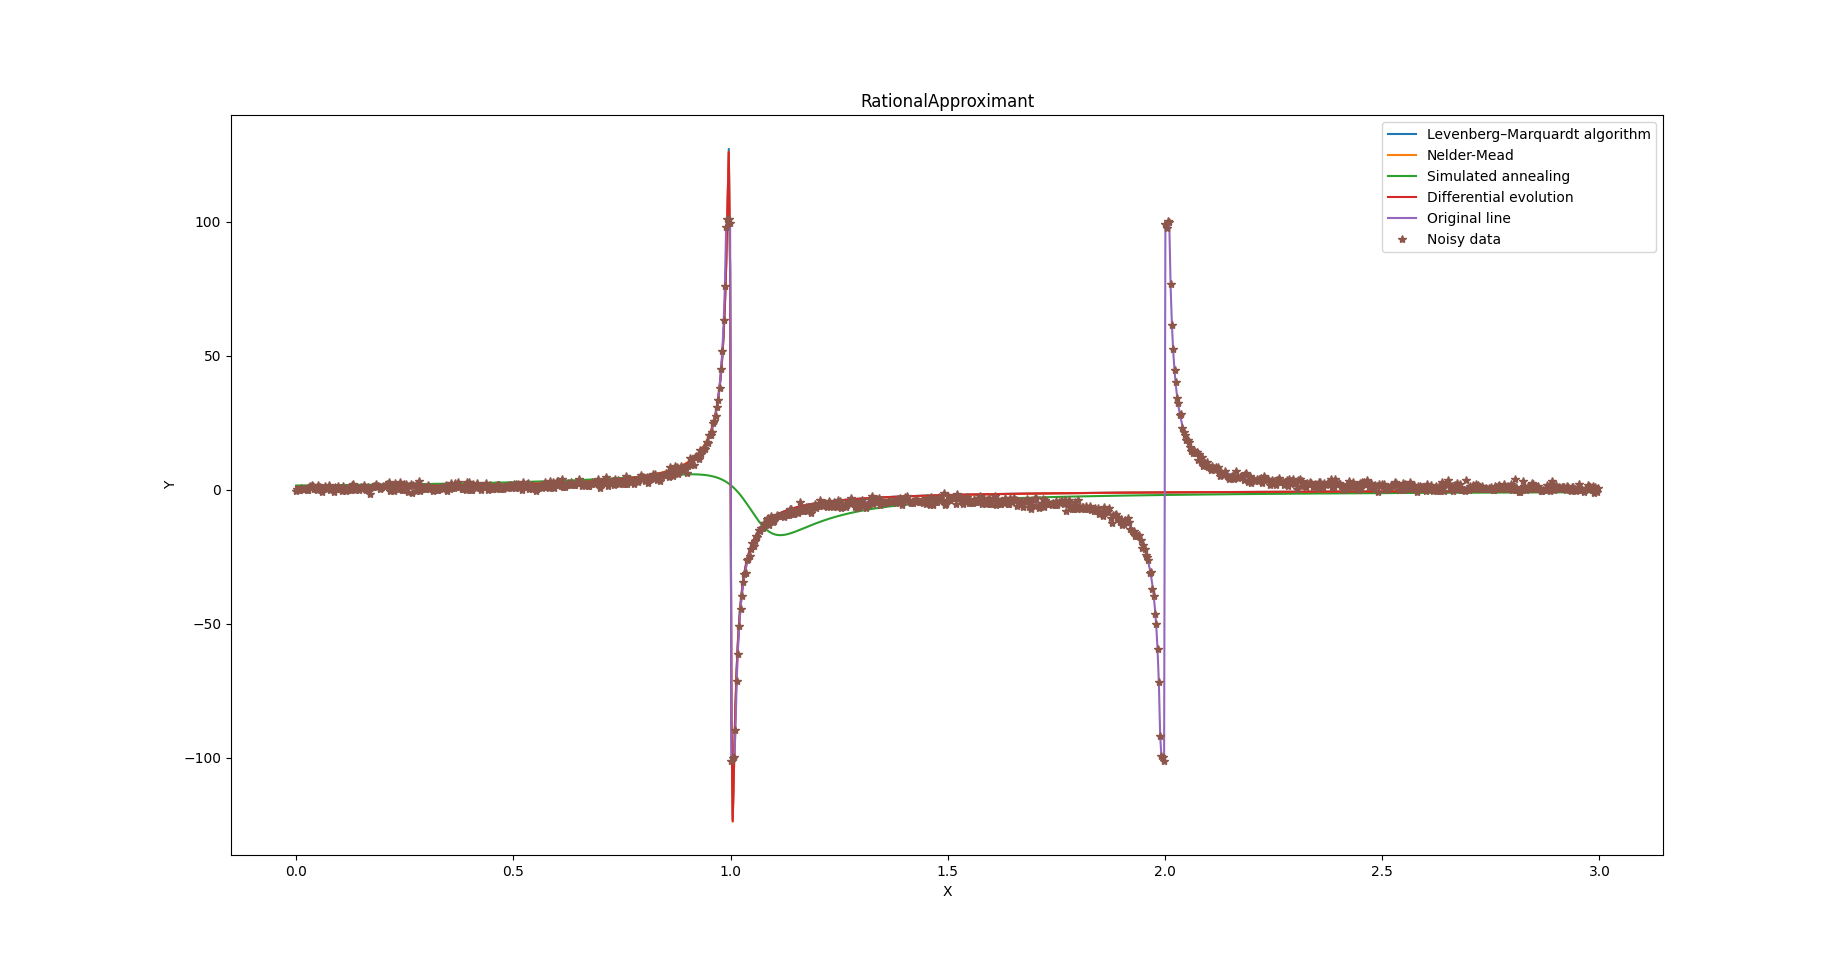 RationalApproximant
Levenberg–Marquardt algorithm
Nelder-Mead
Simulated annealing
Differential evolution
Original line
Noisy data
100
50
0
−50
−100
Y
0.0 0.5 1.0 1.5 2.0 2.5 3.0
X